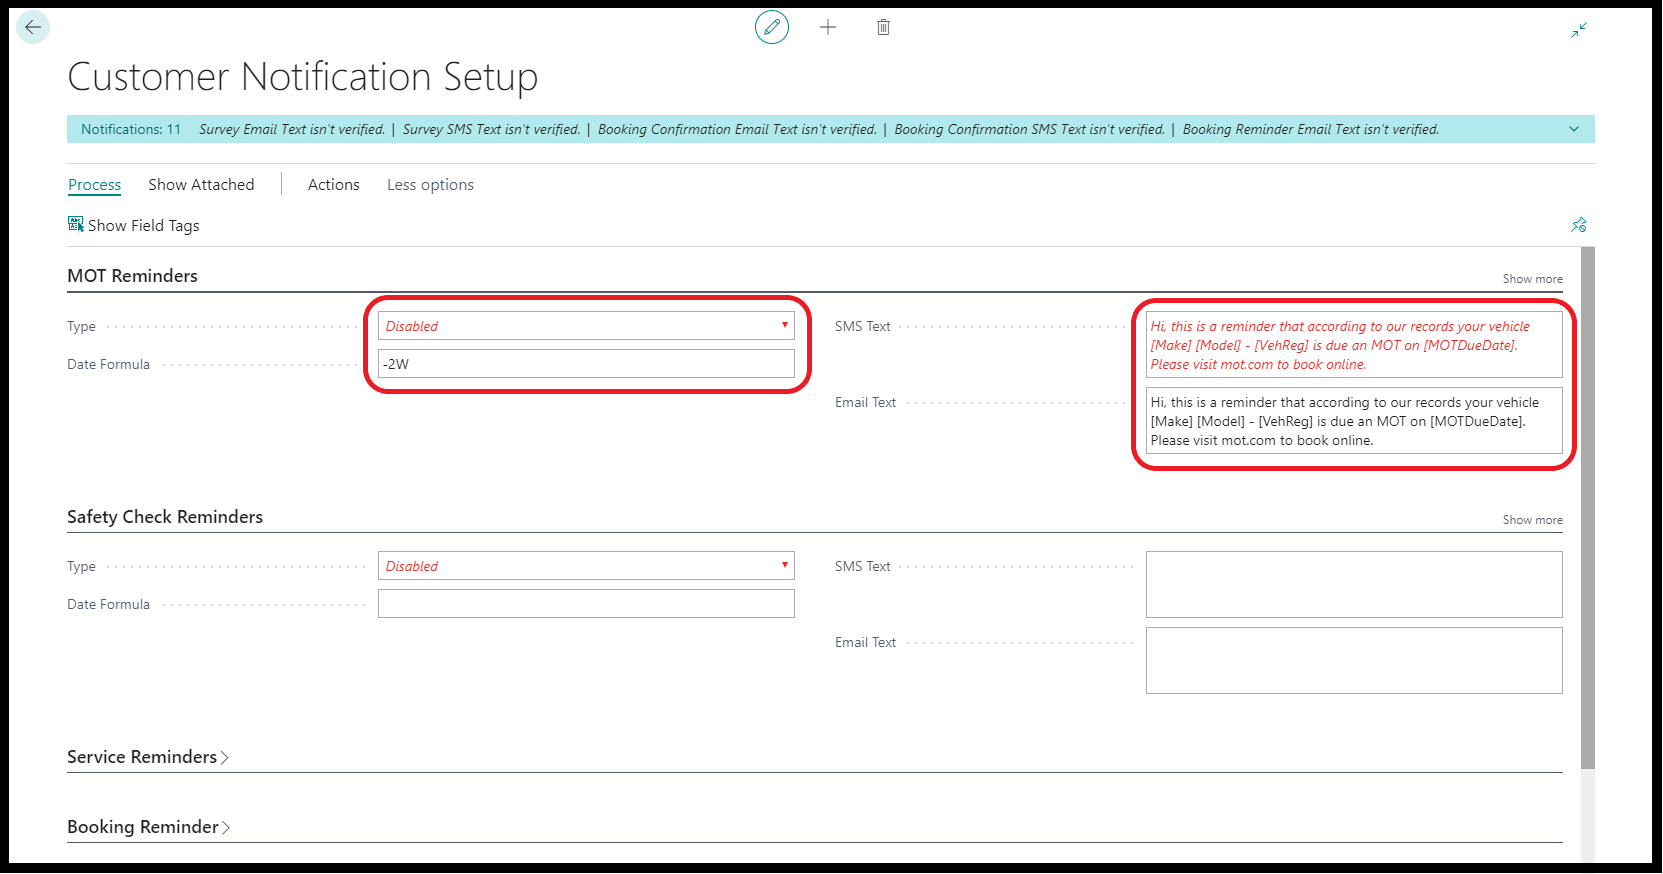 Customer Notification Setup
Notifications: 11 Survey Email Text isn't verified. | Survey SMS Text isn't verified. | Booking Confirmation Email Text isn't verified. | Booking Confirmation SMS Text isn't verified. | Booking Reminder Email Text isn't verified.
Process Show Attached Actions Less options
Show Field Tags
MOT Reminders
Show more
Type
Disabled
Date Formula
-2W
SMS Text
Hi, this is a reminder that according to our records your vehicle
[Make] [Model] - [VehReg] is due an MOT on [MOTDueDate].
Please visit mot.com to book online.
Email Text
Hi, this is a reminder that according to our records your vehicle
[Make] [Model] - [VehReg] is due an MOT on [MOTDueDate].
Please visit mot.com to book online.
Safety Check Reminders
Show more
Type
Disabled
Date Formula
SMS Text
Email Text
Service Reminders
Booking Reminder